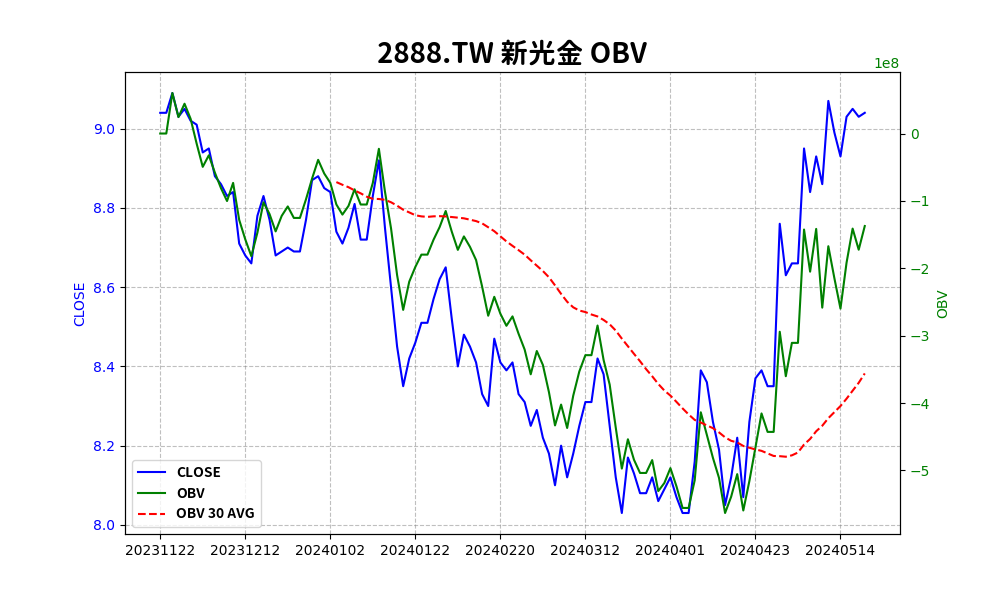 2888.TW 新光金 OBV
1e8
9.0
8.8
8.6
8.4
8.2
8.0
CLOSE
0
−1
−2
−3
−4
−5
OBV
CLOSE
OBV
OBV 30 AVG
20231122 20231212 20240102 20240122 20240220 20240312 20240401 20240423 20240514